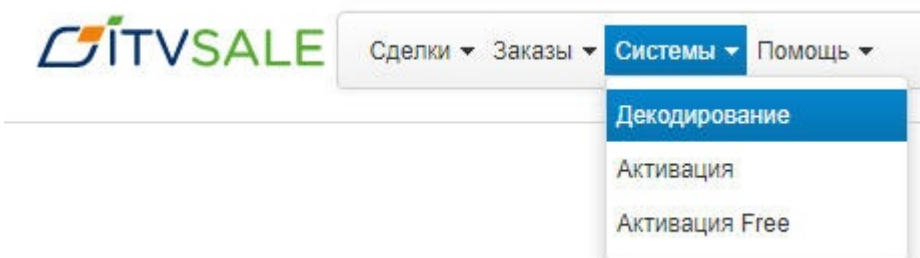 ITVSALE Сделки Заказы Системы Помощь
Декодирование
Активация
Активация Free